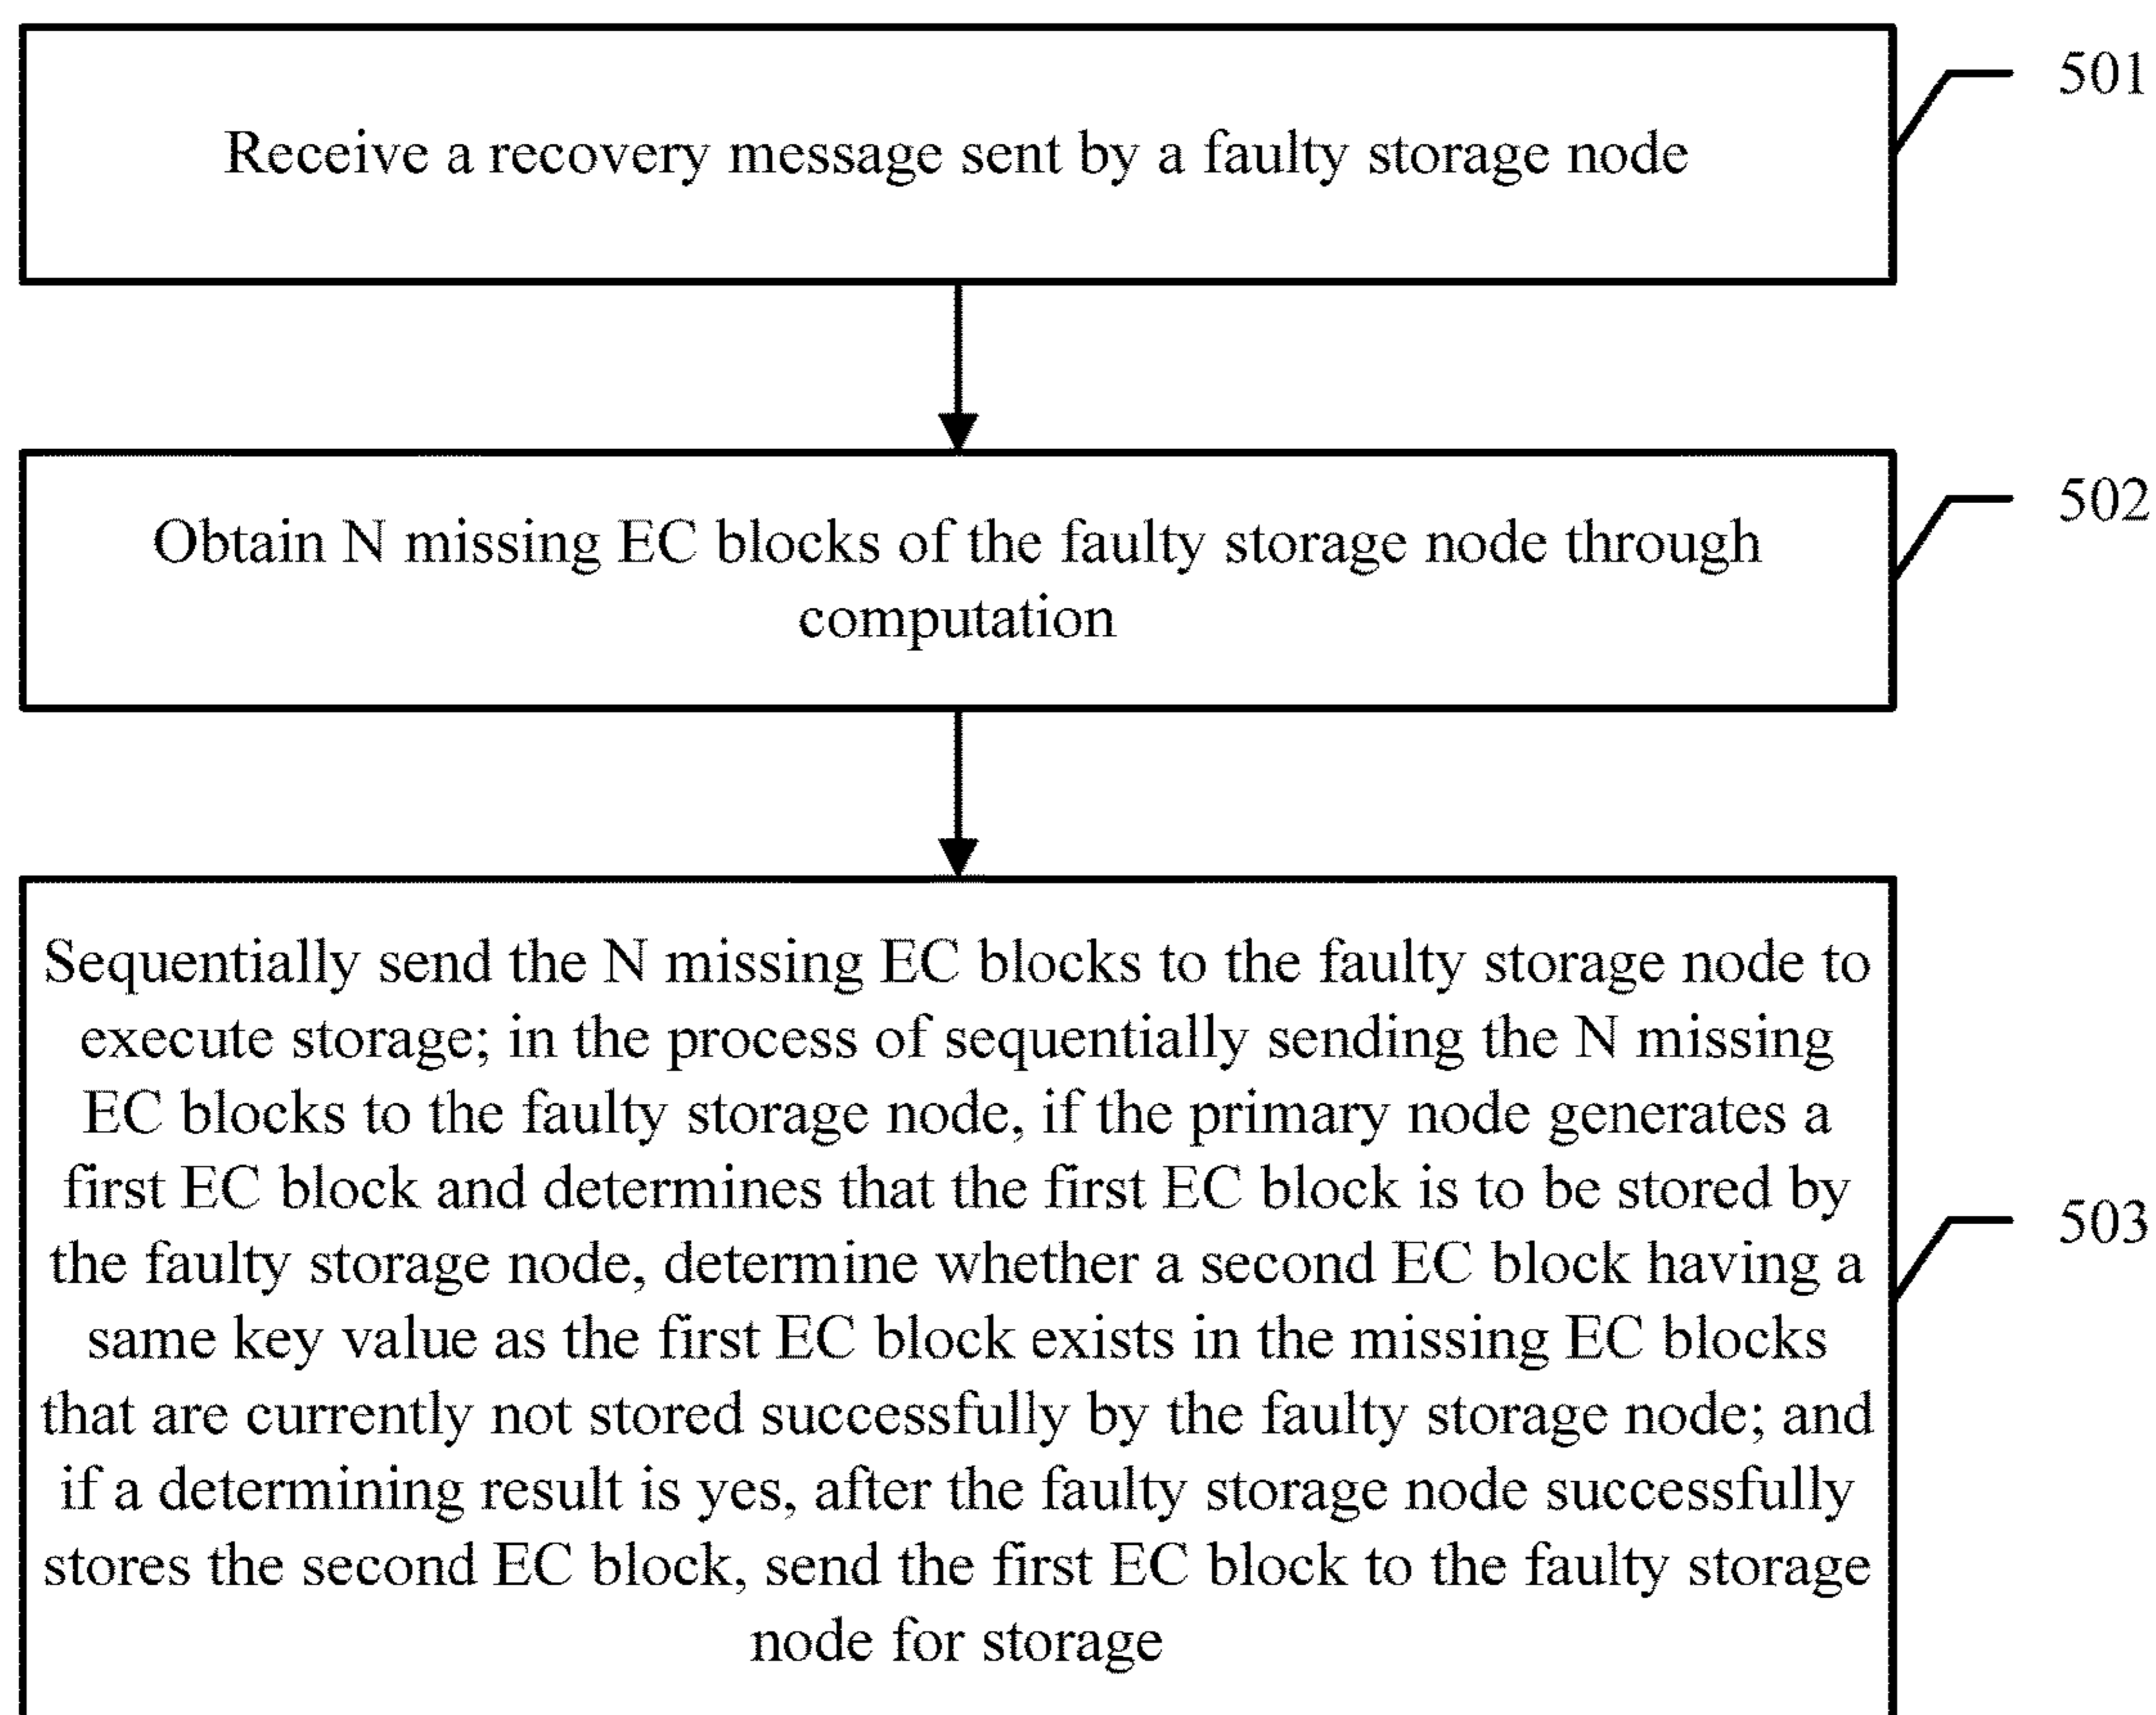 501
Receive a recovery message sent by a faulty storage node
502
Obtain N missing EC blocks of the faulty storage node through
computation
Sequentially send the N missing EC blocks to the faulty storage node to
execute storage; in the process of sequentially sending the N missing
EC blocks to the faulty storage node, if the primary node generates a
first EC block and determines that the first EC block is to be stored by
503
the faulty storage node, determine whether a second EC block having a
same key value as the first EC block exists in the missing EC blocks
that are currently not stored successfully by the faulty storage node; and
if a determining result is yes, after the faulty storage node successfully
stores the second EC block, send the first EC block to the faulty storage
node for storage